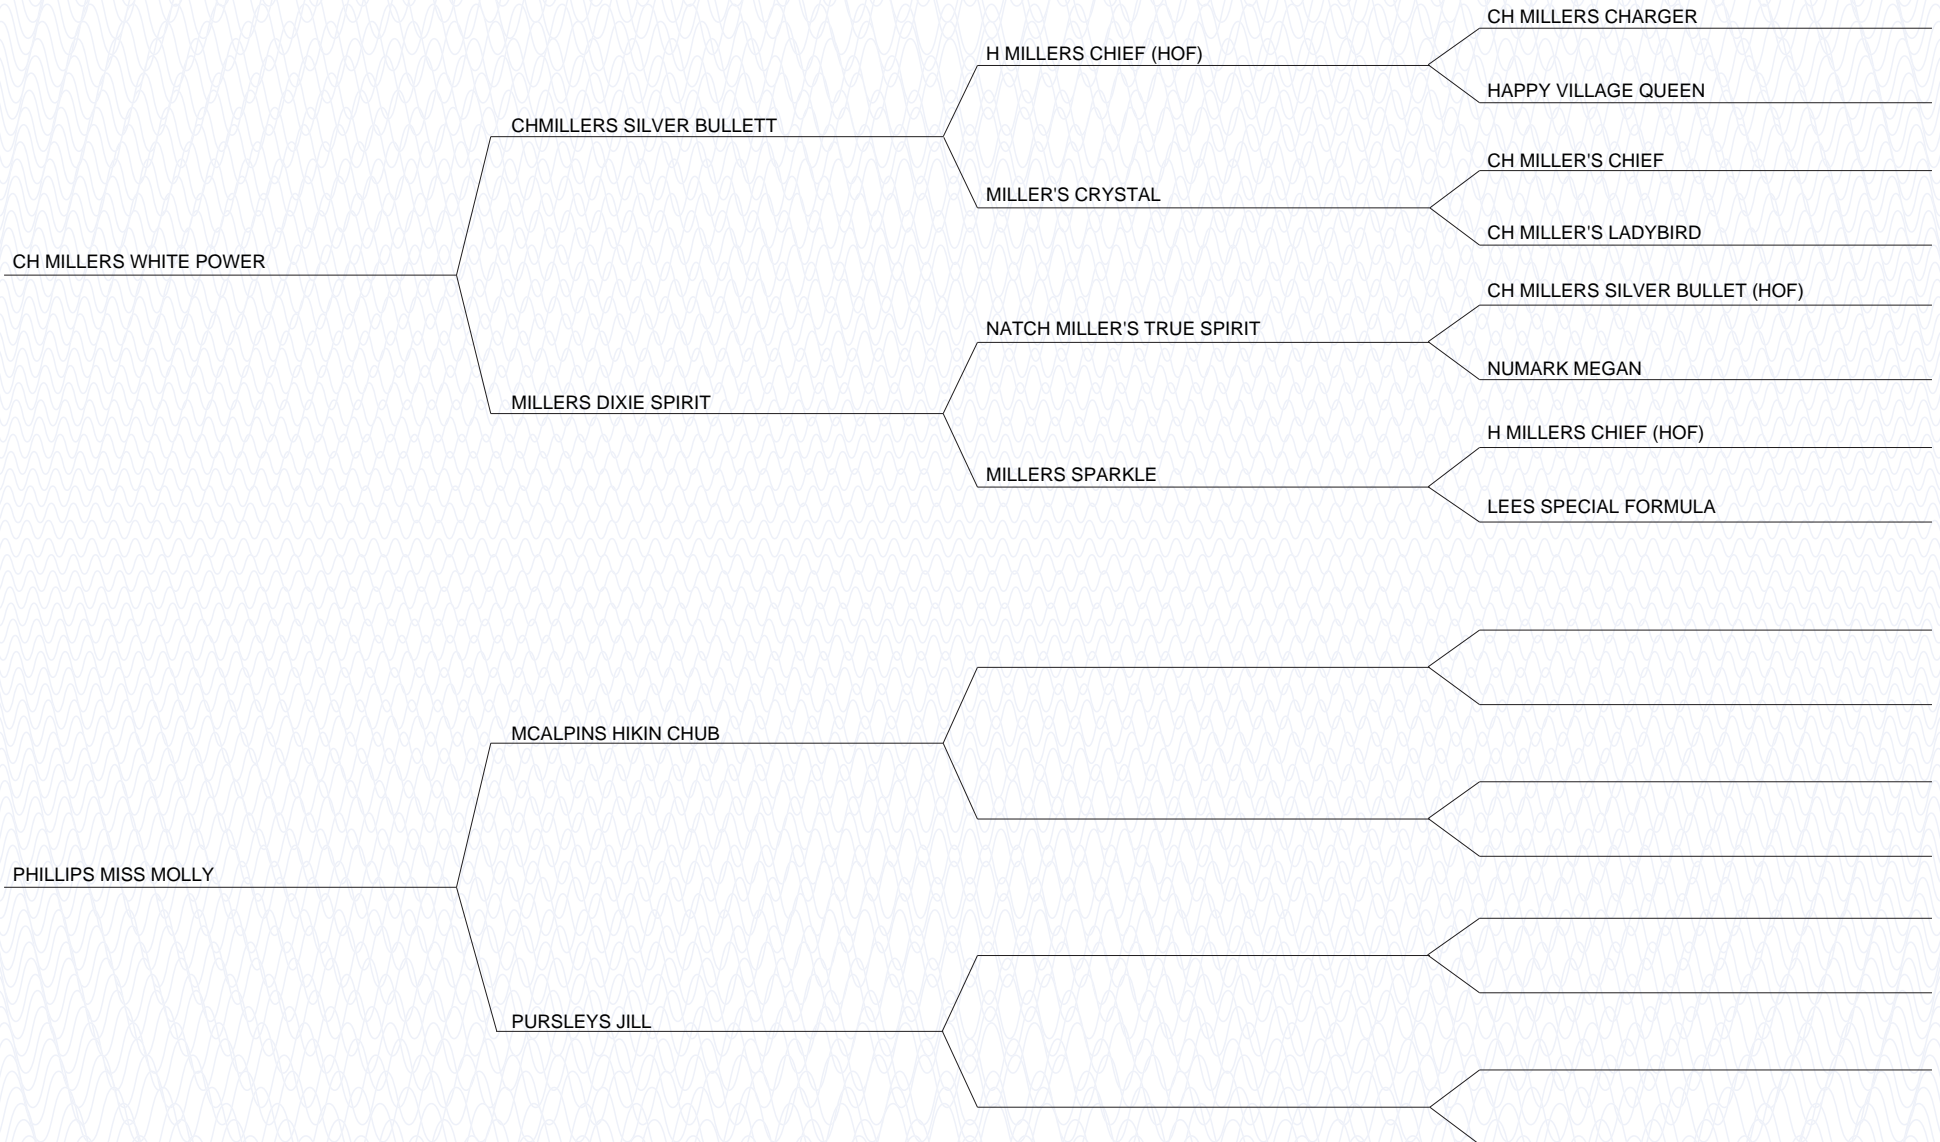 CH MILLERS CHARGER
H MILLERS CHIEF (HOF)
HAPPY VILLAGE QUEEN
CHMILLERS SILVER BULLETT
CH MILLER'S CHIEF
MILLER'S CRYSTAL
CH MILLER'S LADYBIRD
CH MILLERS WHITE POWER
CH MILLERS SILVER BULLET (HOF)
NATCH MILLER'S TRUE SPIRIT
NUMARK MEGAN
MILLERS DIXIE SPIRIT
H MILLERS CHIEF (HOF)
MILLERS SPARKLE
LEES SPECIAL FORMULA
MCALPINS HIKIN CHUB
PHILLIPS MISS MOLLY
PURSLEYS JILL